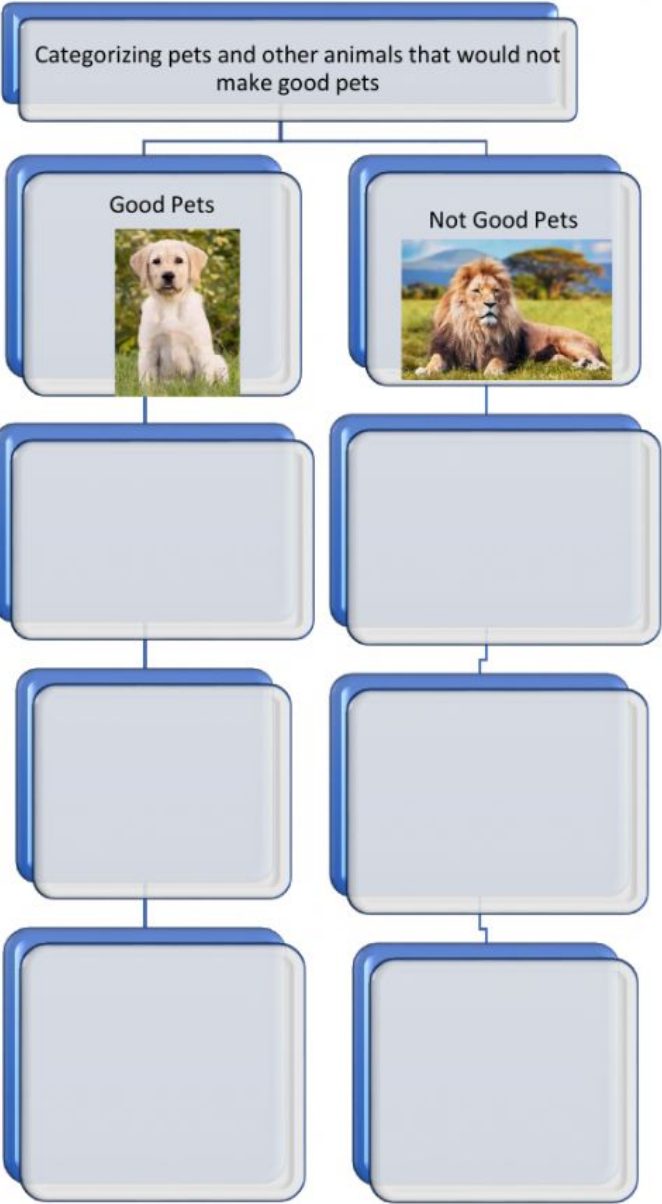 Categorizing pets and other animals that would not
make good pets
Good Pets
Not Good Pets